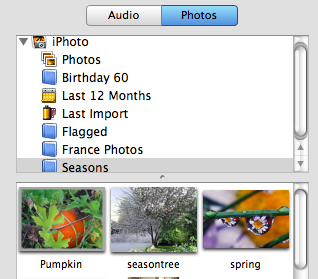 Audio Photos
iPhoto
Photos
Birthday 60
Last 12 Months
Last Import
Flagged
France Photos
Seasons
Pumpkin seasontree spring